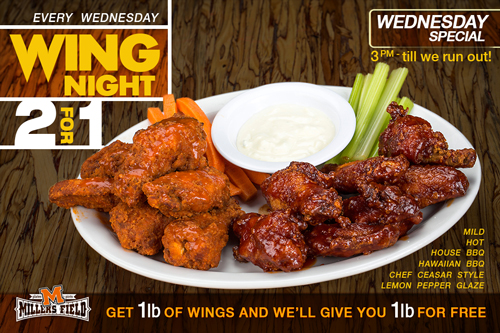 EVERY WEDNESDAY
WING
NIGHT
2 FOR 1
WEDNESDAY
SPECIAL
3PM - till we run out!
MILD
HOT
HOUSE BBQ
HAWAIIAN BBQ
CHEF CEASAR STYLE
LEMON PEPPER GLAZE
M
MILLERS FIELD
GET 1lb OF WINGS AND WE'LL GIVE YOU 1lb FOR FREE